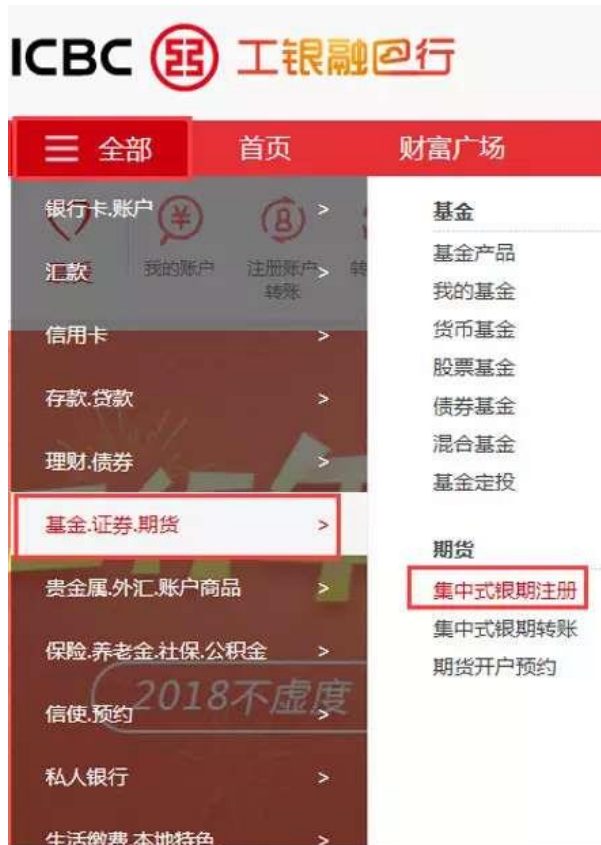 ICBC 工银融e行
全部 首页 财富广场
银行卡.账户 >
我的账户
注册账户
转账
汇款 >
信用卡 >
存款.贷款 >
理财.债券 >
基金.证券.期货 >
贵金属.外汇.账户商品 >
保险.养老金.社保.公积金 >
2018不虚度
信使.预约 >
私人银行 >
生活缴费.本地特色 >
基金
基金产品
我的基金
货币基金
股票基金
债券基金
混合基金
基金定投
期货
集中式银期注册
集中式银期转账
期货开户预约